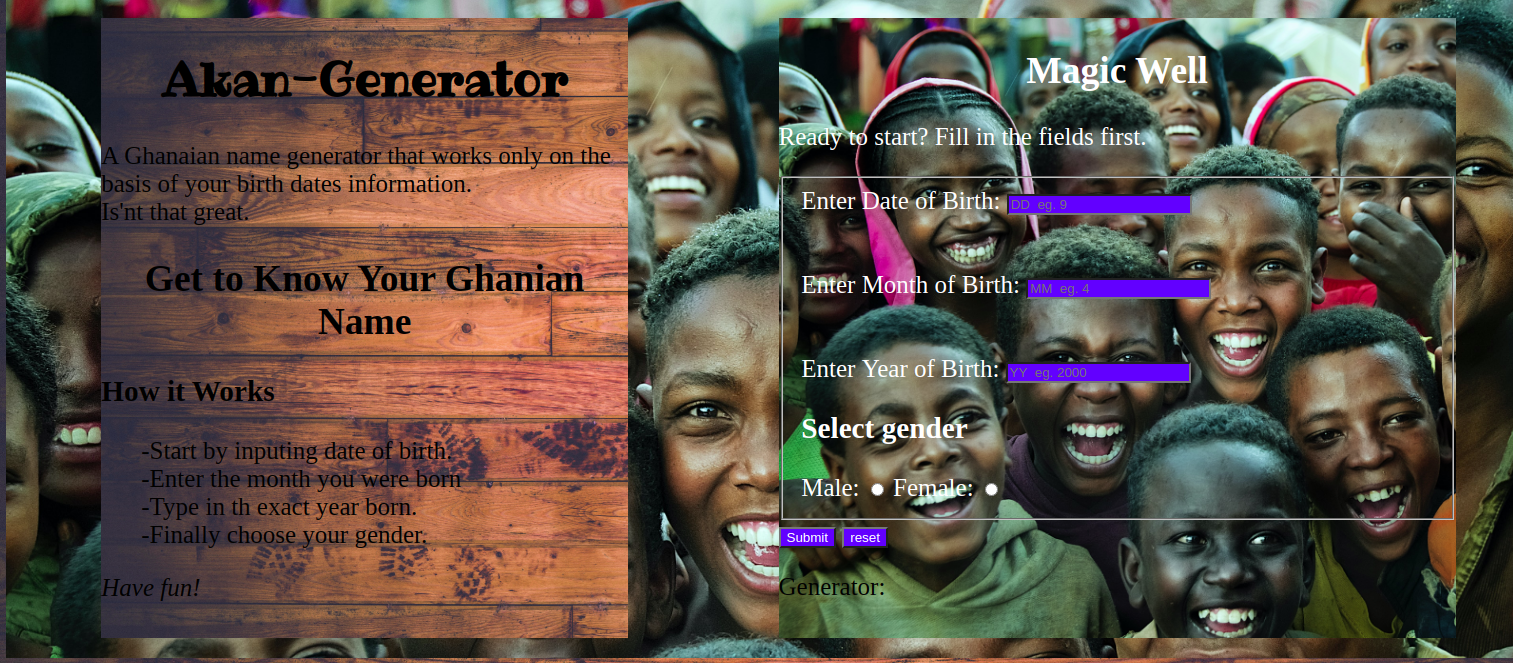 Akan-Generator
A Ghanaian name generator that works only on the
basis of your birth dates information.
Is'nt that great.
Get to Know Your Ghanian
Name
How it Works
-Start by inputing date of birth.
-Enter the month you were born
-Type in th exact year born.
-Finally choose your gender.
Have fun!
Magic Well
Ready to start? Fill in the fields first.
Enter Date of Birth: DD eg. 9
Enter Month of Birth: MM eg. 4
Enter Year of Birth: YY eg. 2000
Select gender
Male: Female:
Submit reset
Generator: